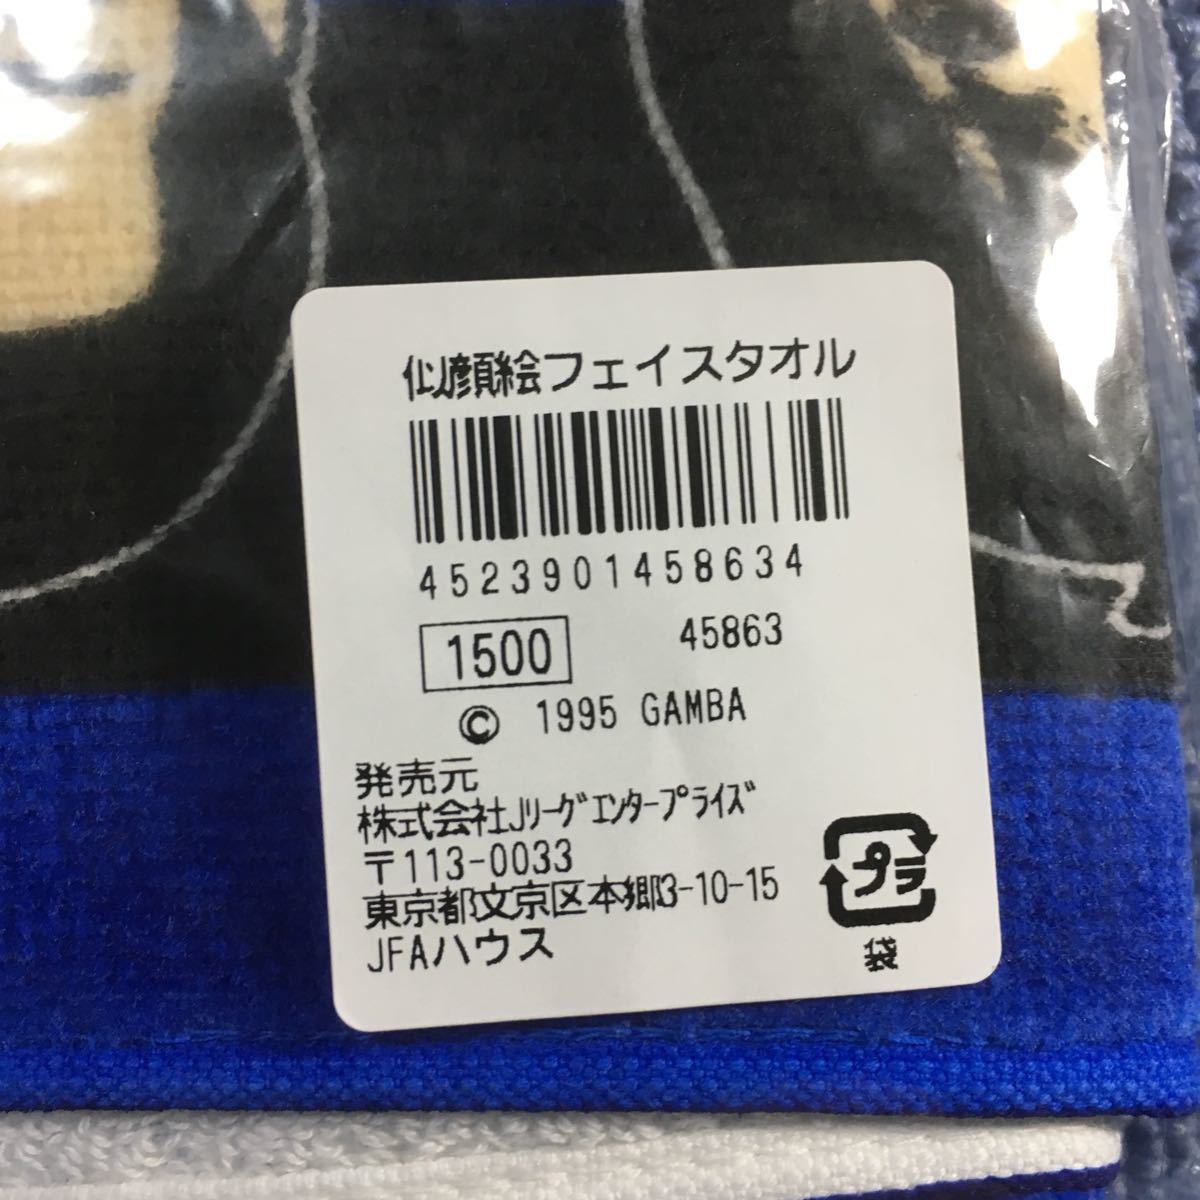 似顔絵フェイスタオル
4523901458634
1500 45863
© 1995 GAMBA
発売元
株式会社Jﾘｰｸﾞｴﾝﾀｰﾌﾟﾗｲｽﾞ
〒113-0033
東京都文京区本郷3-10-15
JFAハウス
プラ
袋